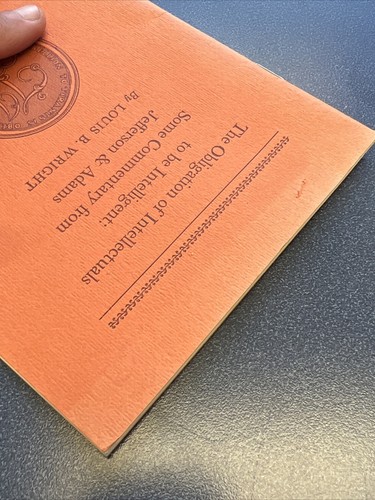 The Obligation of Intellectuals
to be Intelligent:
Some Commentary from
Jefferson & Adams
By LOUIS B. WRIGHT